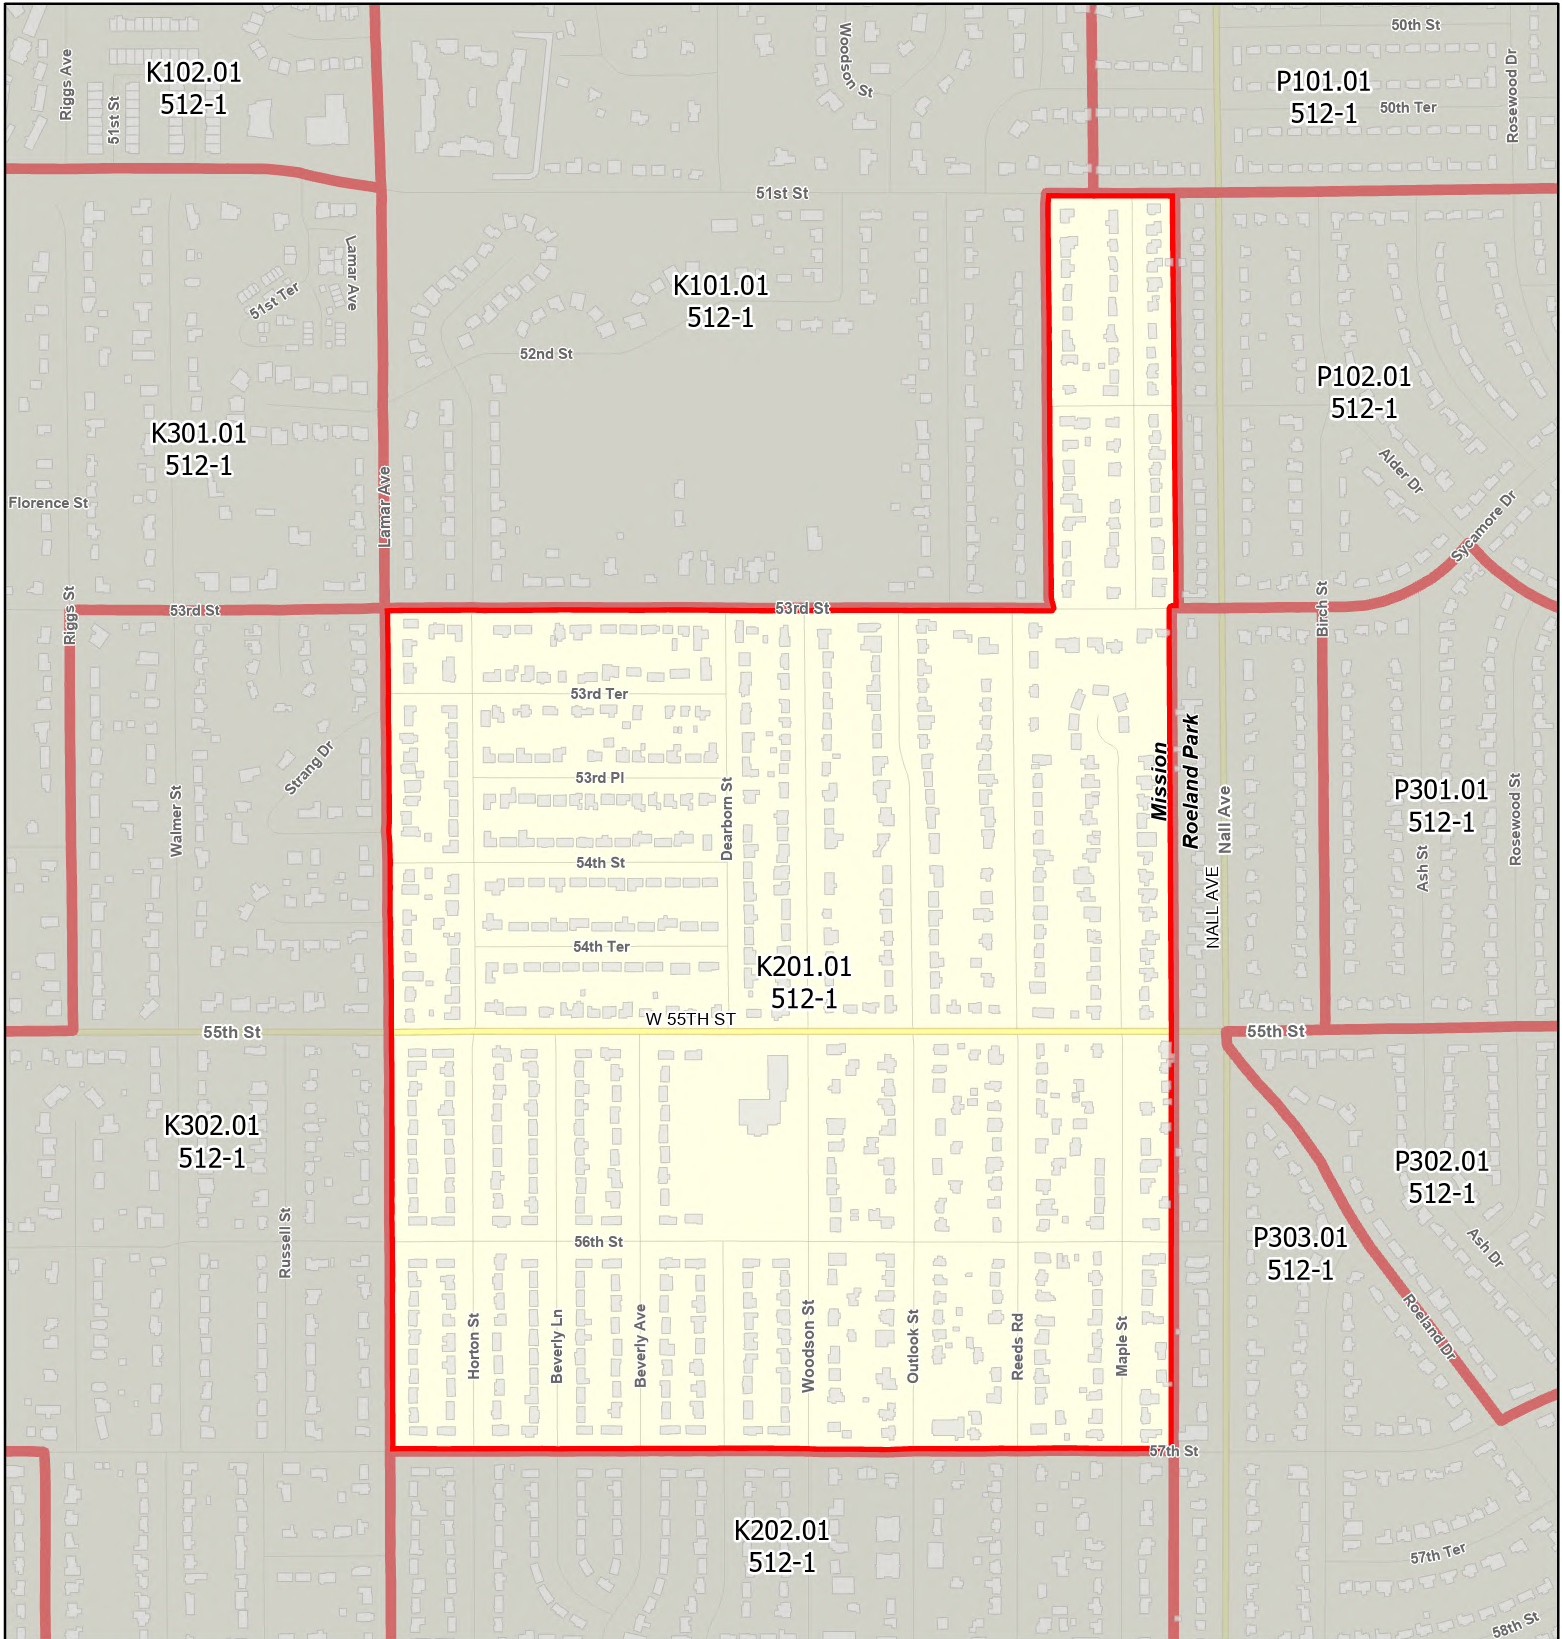 50th St
Riggs Ave
51st St
K102.01
512-1
Woodson St
P101.01
512-1
50th Ter
Rosewood Dr
51st St
Lamar Ave
51st Ter
K101.01
512-1
52nd St
P102.01
512-1
K301.01
512-1
Florence St
Lamar Ave
Alder Dr
Sycamore Dr
Riggs St
53rd St
53rd St
Birch St
53rd Ter
Strang Dr
53rd Pl
Dearborn St
Walmer St
Mission
Roeland Park
Nall Ave
P301.01
512-1
Rosewood St
Ash St
54th St
NALL AVE
54th Ter
K201.01
512-1
W 55TH ST
55th St
55th St
K302.01
512-1
P302.01
512-1
Russell St
56th St
P303.01
512-1
Ash Dr
Roeland Dr
Horton St
Beverly Ln
Beverly Ave
Woodson St
Outlook St
Reeds Rd
Maple St
57th St
K202.01
512-1
57th Ter
58th St